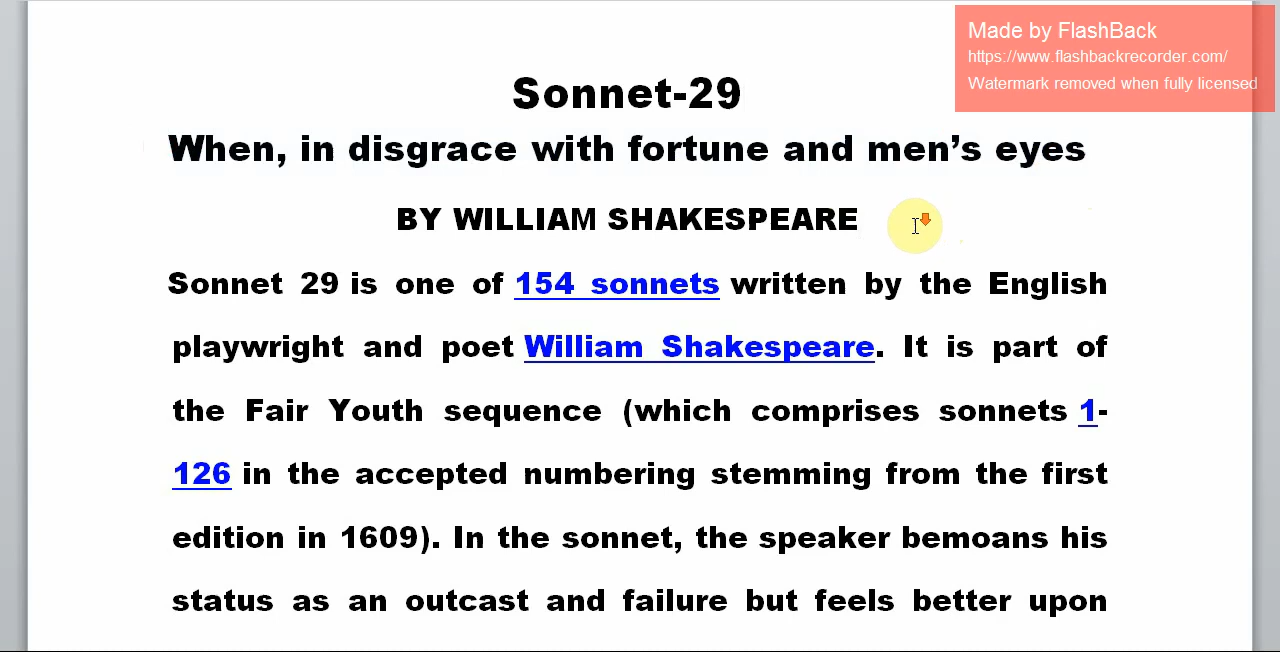 Made by FlashBack
https://www.flashbackrecorder.com/
Watermark removed when fully licensed
Sonnet-29
When, in disgrace with fortune and men’s eyes
BY WILLIAM SHAKESPEARE
Sonnet 29 is one of 154 sonnets written by the English
playwright and poet William Shakespeare. It is part of
the Fair Youth sequence (which comprises sonnets 1-
126 in the accepted numbering stemming from the first
edition in 1609). In the sonnet, the speaker bemoans his
status as an outcast and failure but feels better upon